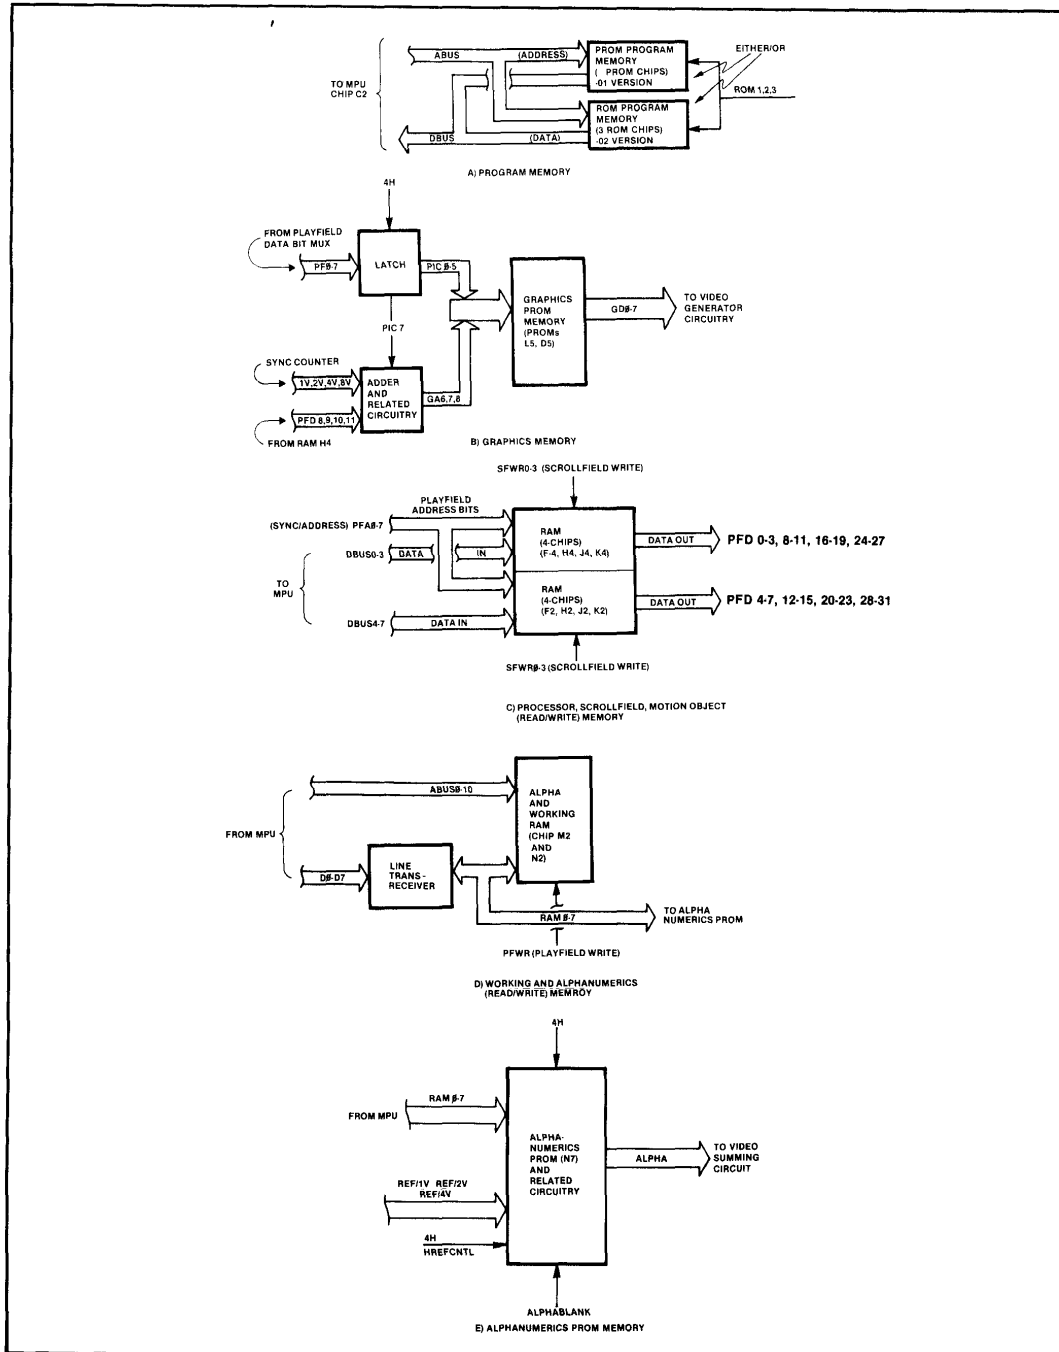 ABUS
(ADDRESS)
PROM PROGRAM
MEMORY
( PROM CHIPS)
-01 VERSION
EITHER/OR
TO MPU
CHIP C2
ROM 1,2,3
ROM PROGRAM
MEMORY
(3 ROM CHIPS)
-02 VERSION
DBUS
(DATA)
A) PROGRAM MEMORY
4H
FROM PLAYFIELD
DATA BIT MUX
PFØ-7
LATCH
PIC Ø-5
GRAPHICS
PROM
MEMORY
(PROMs
L5, D5)
GDØ-7
TO VIDEO
GENERATOR
CIRCUITRY
PIC 7
SYNC COUNTER
1V,2V,4V,8V
ADDER
AND
RELATED
CIRCUITRY
GA6,7,8
PFD 8,9,10,11
FROM RAM H4
B) GRAPHICS MEMORY
SFWR0-3 (SCROLLFIELD WRITE)
PLAYFIELD
ADDRESS BITS
(SYNC/ADDRESS) PFAØ-7
RAM
(4-CHIPS)
(F-4, H4, J4, K4)
DATA OUT
PFD 0-3, 8-11, 16-19, 24-27
DBUS0-3
DATA
IN
TO
MPU
RAM
(4-CHIPS)
(F2, H2, J2, K2)
DATA OUT
PFD 4-7, 12-15, 20-23, 28-31
DBUS4-7
DATA IN
SFWRØ-3 (SCROLLFIELD WRITE)
C) PROCESSOR, SCROLLFIELD, MOTION OBJECT
(READ/WRITE) MEMORY
ABUSØ-10
ALPHA
AND
WORKING
RAM
(CHIP M2
AND
N2)
FROM MPU
DØ-D7
LINE
TRANS-
RECEIVER
RAM Ø-7
TO ALPHA
NUMERICS PROM
PFWR (PLAYFIELD WRITE)
D) WORKING AND ALPHANUMERICS
(READ/WRITE) MEMROY
4H
RAM Ø-7
FROM MPU
ALPHA-
NUMERICS
PROM (N7)
AND
RELATED
CIRCUITRY
ALPHA
TO VIDEO
SUMMING
CIRCUIT
REF/1V REF/2V
REF/4V
4H
HREFCNTL
ALPHABLANK
E) ALPHANUMERICS PROM MEMORY